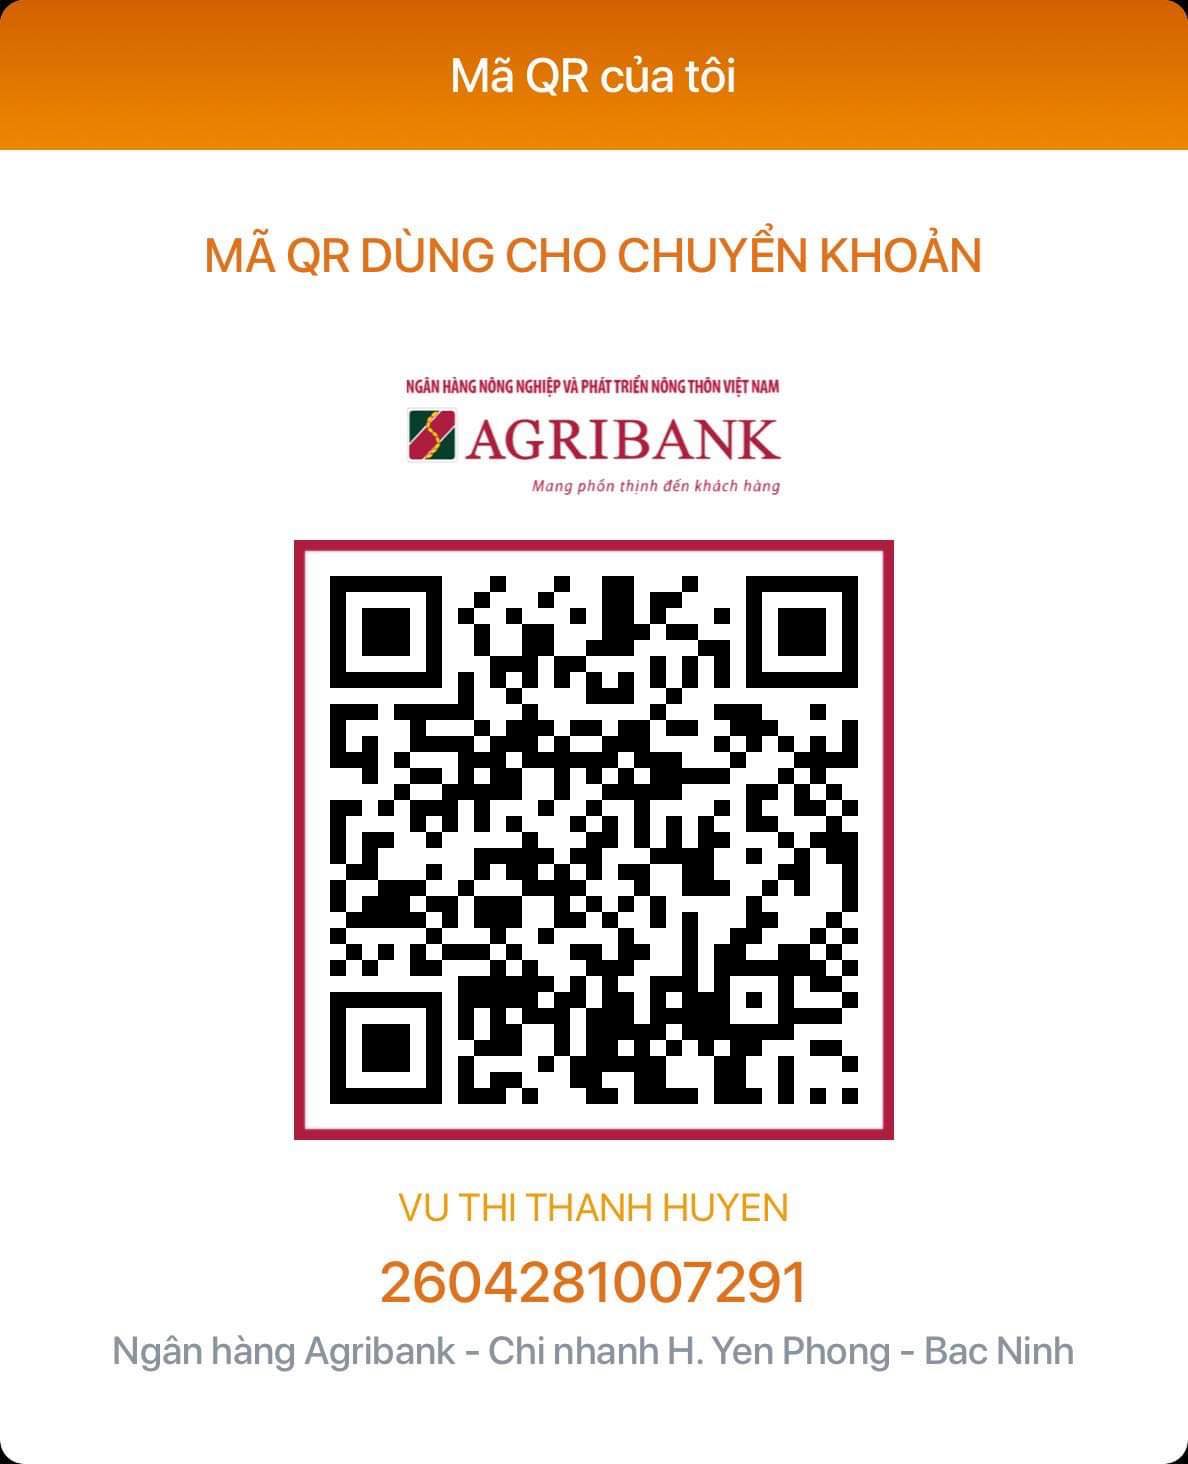 Mã QR của tôi
MÃ QR DÙNG CHO CHUYỂN KHOẢN
NGÂN HÀNG NÔNG NGHIỆP VÀ PHÁT TRIỂN NÔNG THÔN VIỆT NAM
AGRIBANK
Mang phồn thịnh đến khách hàng
VU THI THANH HUYEN
2604281007291
Ngân hàng Agribank - Chi nhanh H. Yen Phong - Bac Ninh